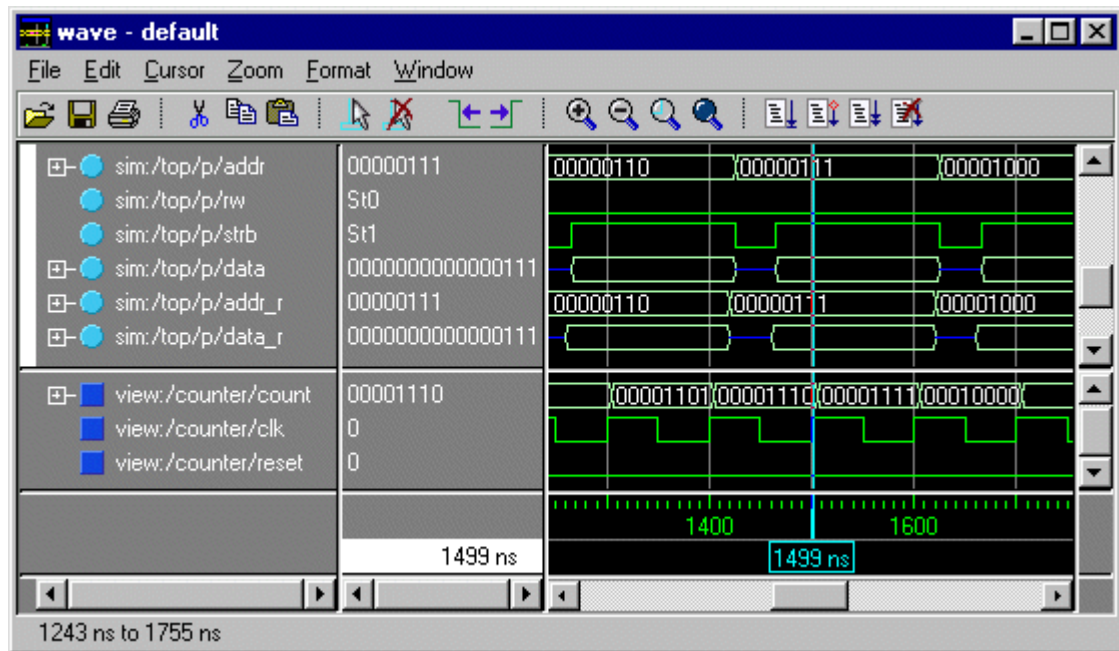 wave - default
File Edit Cursor Zoom Format Window
sim:/top/p/addr 00000111 00000110 00000111 00001000
sim:/top/p/rw St0
sim:/top/p/strb St1
sim:/top/p/data 0000000000000111
sim:/top/p/addr_r 00000111 00000110 00000111 00001000
sim:/top/p/data_r 0000000000000111
view:/counter/count 00001110 00001101 00001110 00001111 00010000
view:/counter/clk 0
view:/counter/reset 0
1400 1600
1499 ns 1499 ns
1243 ns to 1755 ns